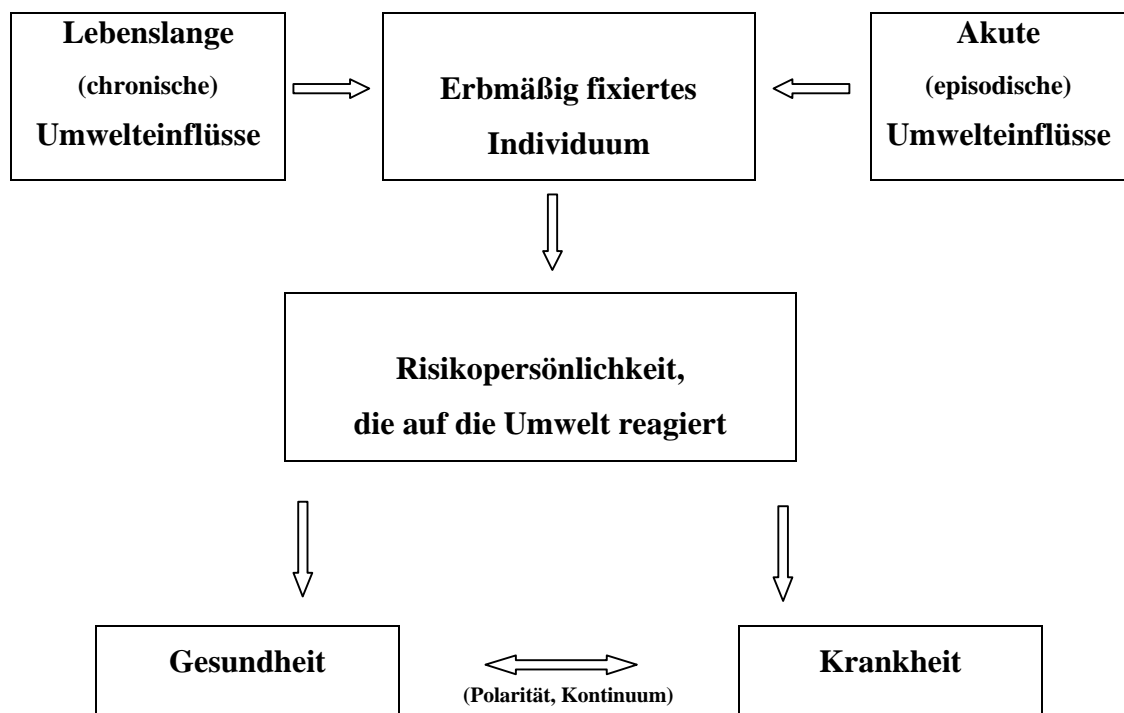 Lebenslange
(chronische)
Umwelteinflüsse
Erbmäßig fixiertes
Individuum
Akute
(episodische)
Umwelteinflüsse
Risikopersönlichkeit,
die auf die Umwelt reagiert
Gesundheit
(Polarität, Kontinuum)
Krankheit